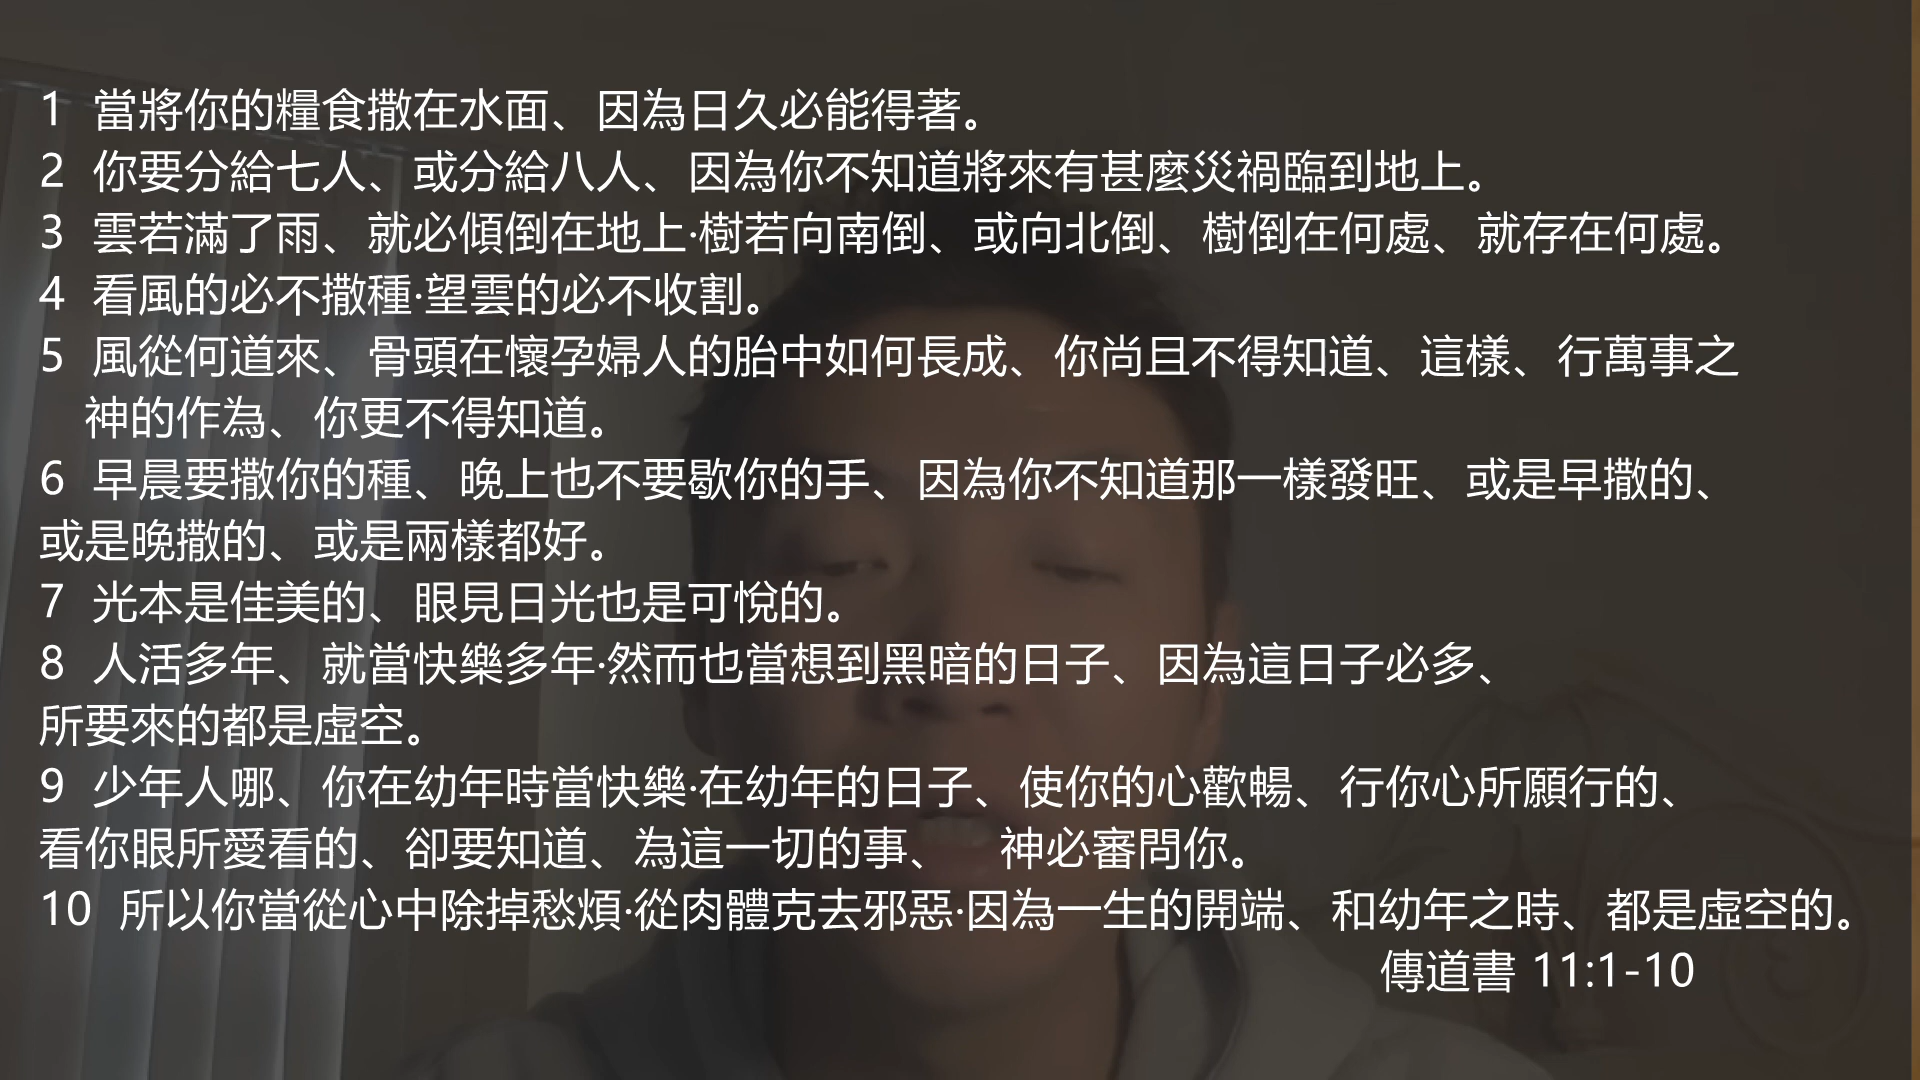 1 當將你的糧食撒在水面、因為日久必能得著。
2 你要分給七人、或分給八人、因為你不知道將來有甚麼災禍臨到地上。
3 雲若滿了雨、就必傾倒在地上·樹若向南倒、或向北倒、樹倒在何處、就存在何處。
4 看風的必不撒種·望雲的必不收割。
5 風從何道來、骨頭在懷孕婦人的胎中如何長成、你尚且不得知道、這樣、行萬事之
神的作為、你更不得知道。
6 早晨要撒你的種、晚上也不要歇你的手、因為你不知道那一樣發旺、或是早撒的、
或是晚撒的、或是兩樣都好。
7 光本是佳美的、眼見日光也是可悅的。
8 人活多年、就當快樂多年·然而也當想到黑暗的日子、因為這日子必多、
所要來的都是虛空。
9 少年人哪、你在幼年時當快樂·在幼年的日子、使你的心歡暢、行你心所願行的、
看你眼所愛看的、卻要知道、為這一切的事、 神必審問你。
10 所以你當從心中除掉愁煩·從肉體克去邪惡·因為一生的開端、和幼年之時、都是虛空的。
傳道書 11:1-10